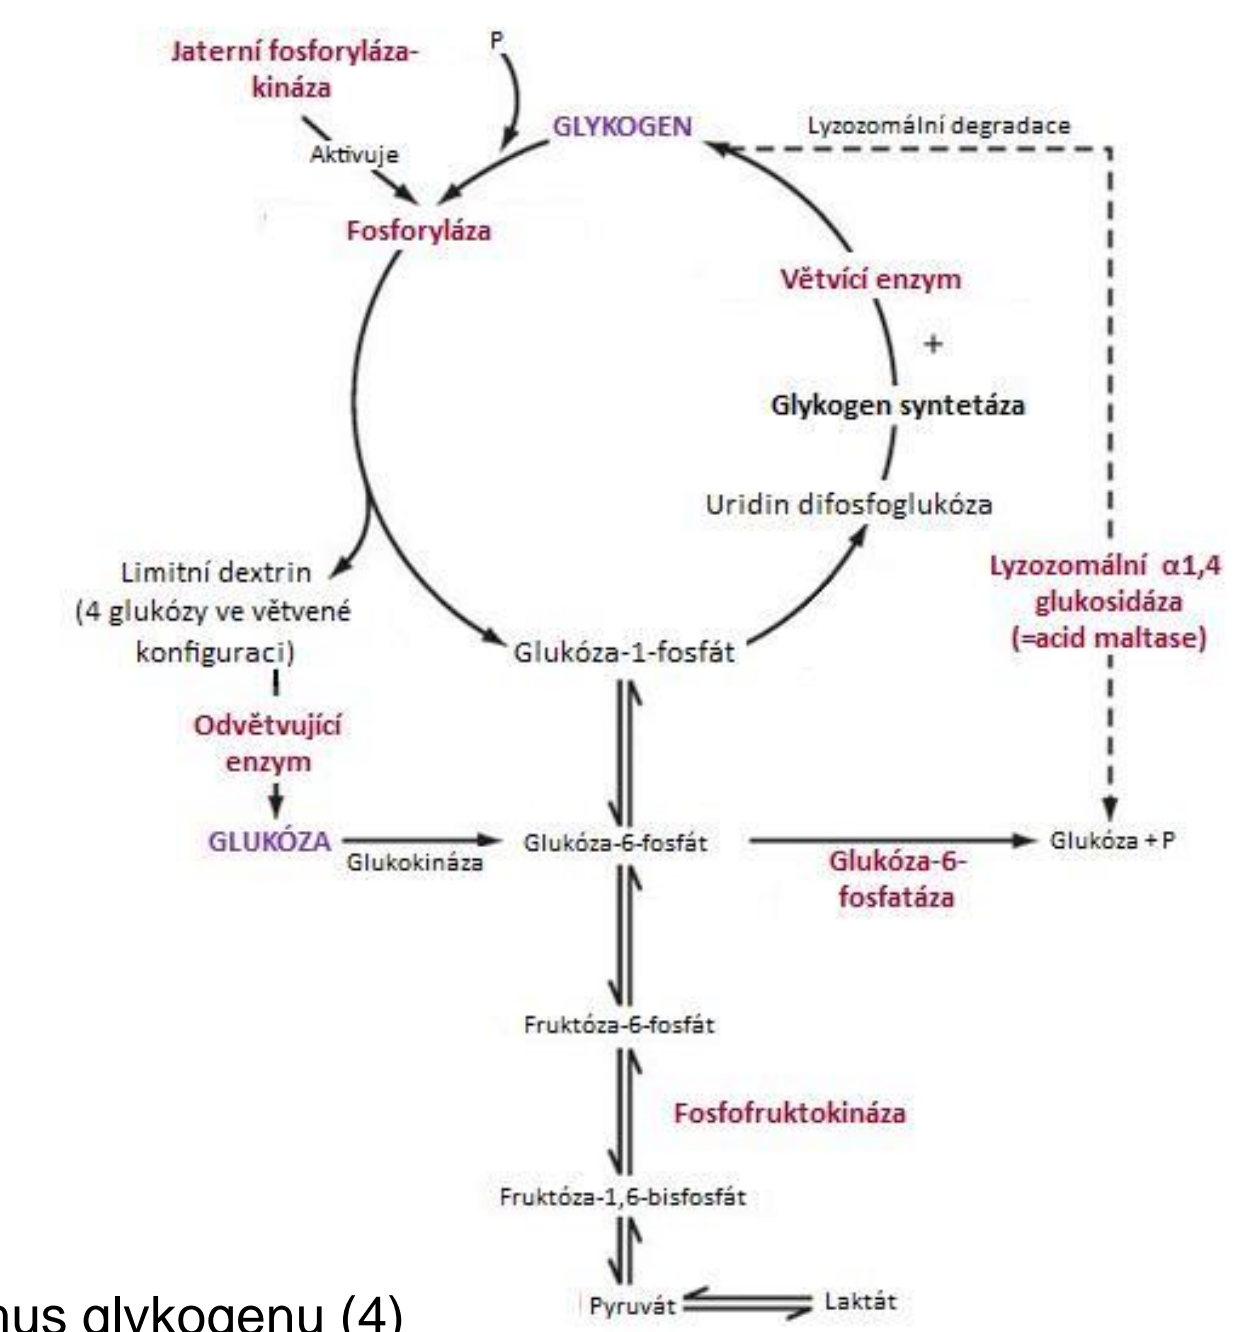 Jaterní fosforyláza-
kináza
P
GLYKOGEN
Lyzozomální degradace
Aktivuje
Fosforyláza
Větvící enzym
+
Glykogen syntetáza
Uridin difosfoglukóza
Limitní dextrin
(4 glukózy ve větvené
konfiguraci)
Lyzozomální α1,4
glukosidáza
(=acid maltase)
Glukóza-1-fosfát
Odvětvující
enzym
GLUKÓZA
Glukokináza
Glukóza-6-fosfát
Glukóza-6-
fosfatáza
Glukóza + P
Fruktóza-6-fosfát
Fosfofruktokináza
Fruktóza-1,6-bisfosfát
Pyruvát
Laktát
glykogenu (4)